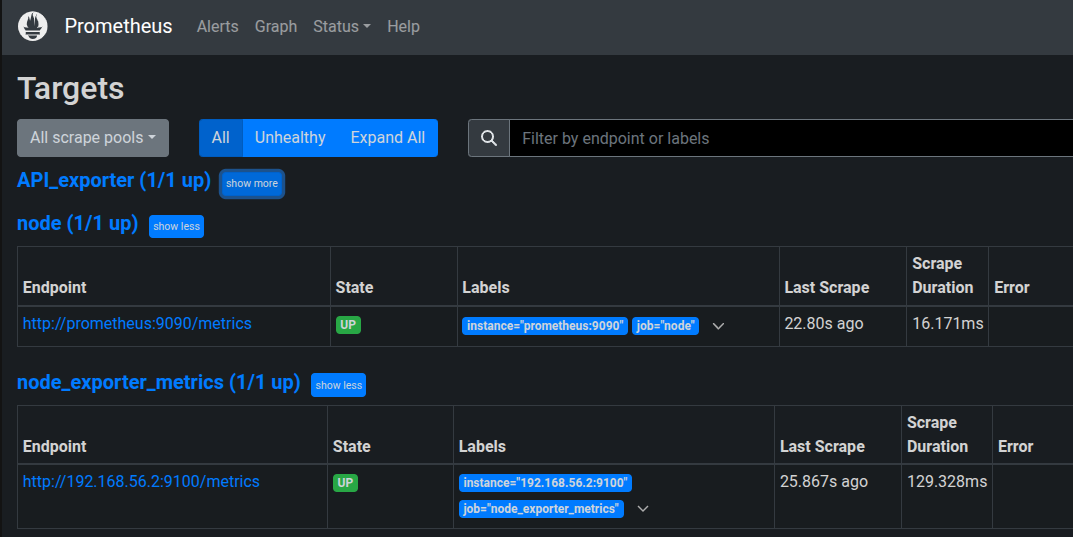 Prometheus Alerts Graph Status Help
Targets
All scrape pools All Unhealthy Expand All Filter by endpoint or labels
API_exporter (1/1 up) show more
node (1/1 up) show less
Endpoint State Labels Last Scrape Scrape Duration Error
http://prometheus:9090/metrics UP instance="prometheus:9090" job="node" 22.80s ago 16.171ms
node_exporter_metrics (1/1 up) show less
Endpoint State Labels Last Scrape Scrape Duration Error
http://192.168.56.2:9100/metrics UP instance="192.168.56.2:9100" 25.867s ago 129.328ms
job="node_exporter_metrics"